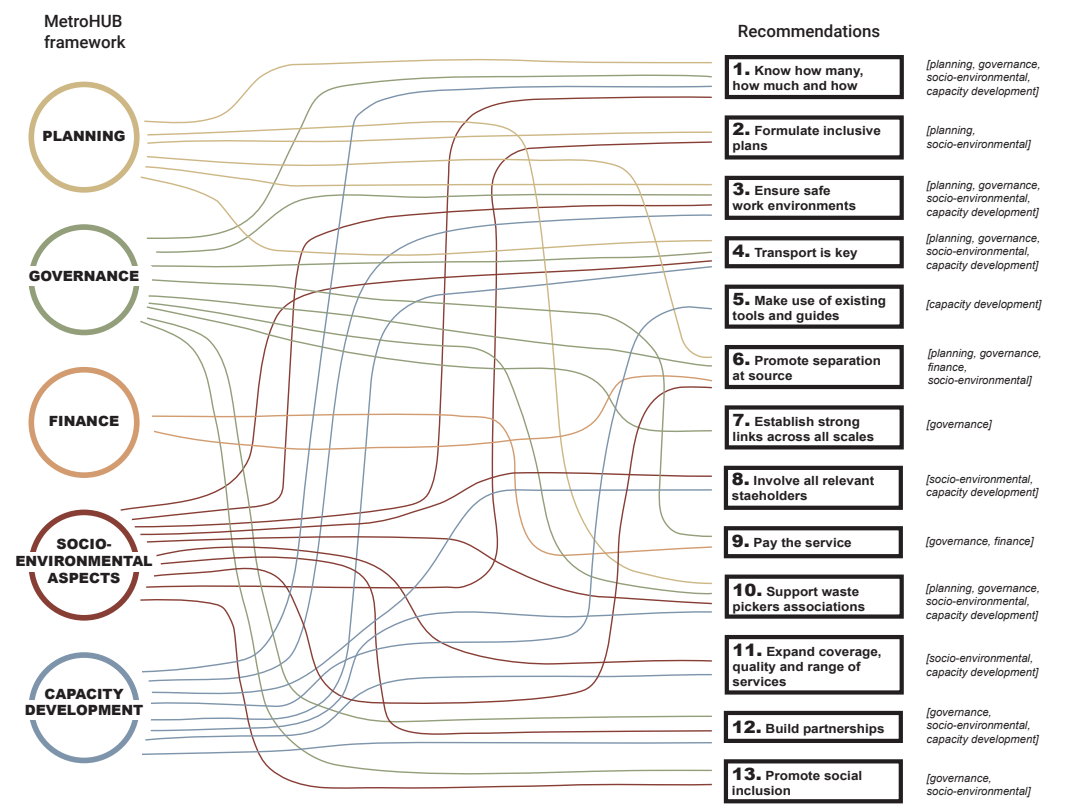 MetroHUB
framework
PLANNING
GOVERNANCE
FINANCE
SOCIO-
ENVIRONMENTAL
ASPECTS
CAPACITY
DEVELOPMENT
Recommendations
1. Know how many,
how much and how
[planning, governance,
socio-environmental,
capacity development]
2. Formulate inclusive
plans
[planning,
socio-environmental]
3. Ensure safe
work environments
[planning, governance,
socio-environmental,
capacity development]
4. Transport is key
[planning, governance,
socio-environmental,
capacity development]
5. Make use of existing
tools and guides
[capacity development]
6. Promote separation
at source
[planning, governance,
finance,
socio-environmental]
7. Establish strong
links across all scales
[governance]
8. Involve all relevant
staeholders
[socio-environmental,
capacity development]
9. Pay the service
[governance, finance]
10. Support waste
pickers associations
[planning, governance,
socio-environmental,
capacity development]
11. Expand coverage,
quality and range of
services
[socio-environmental,
capacity development]
12. Build partnerships
[governance,
socio-environmental,
capacity development]
13. Promote social
inclusion
[governance,
socio-environmental]